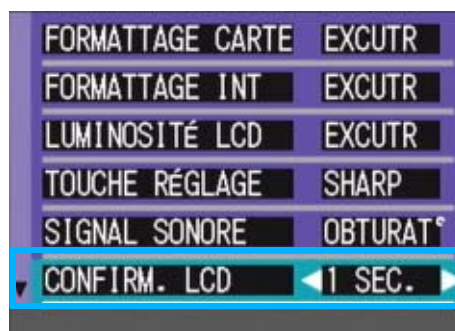 FORMATTAGE CARTE EXCUTR
FORMATTAGE INT EXCUTR
LUMINOSITÉ LCD EXCUTR
TOUCHE RÉGLAGE SHARP
SIGNAL SONORE OBTURAT°
CONFIRM. LCD 1 SEC.